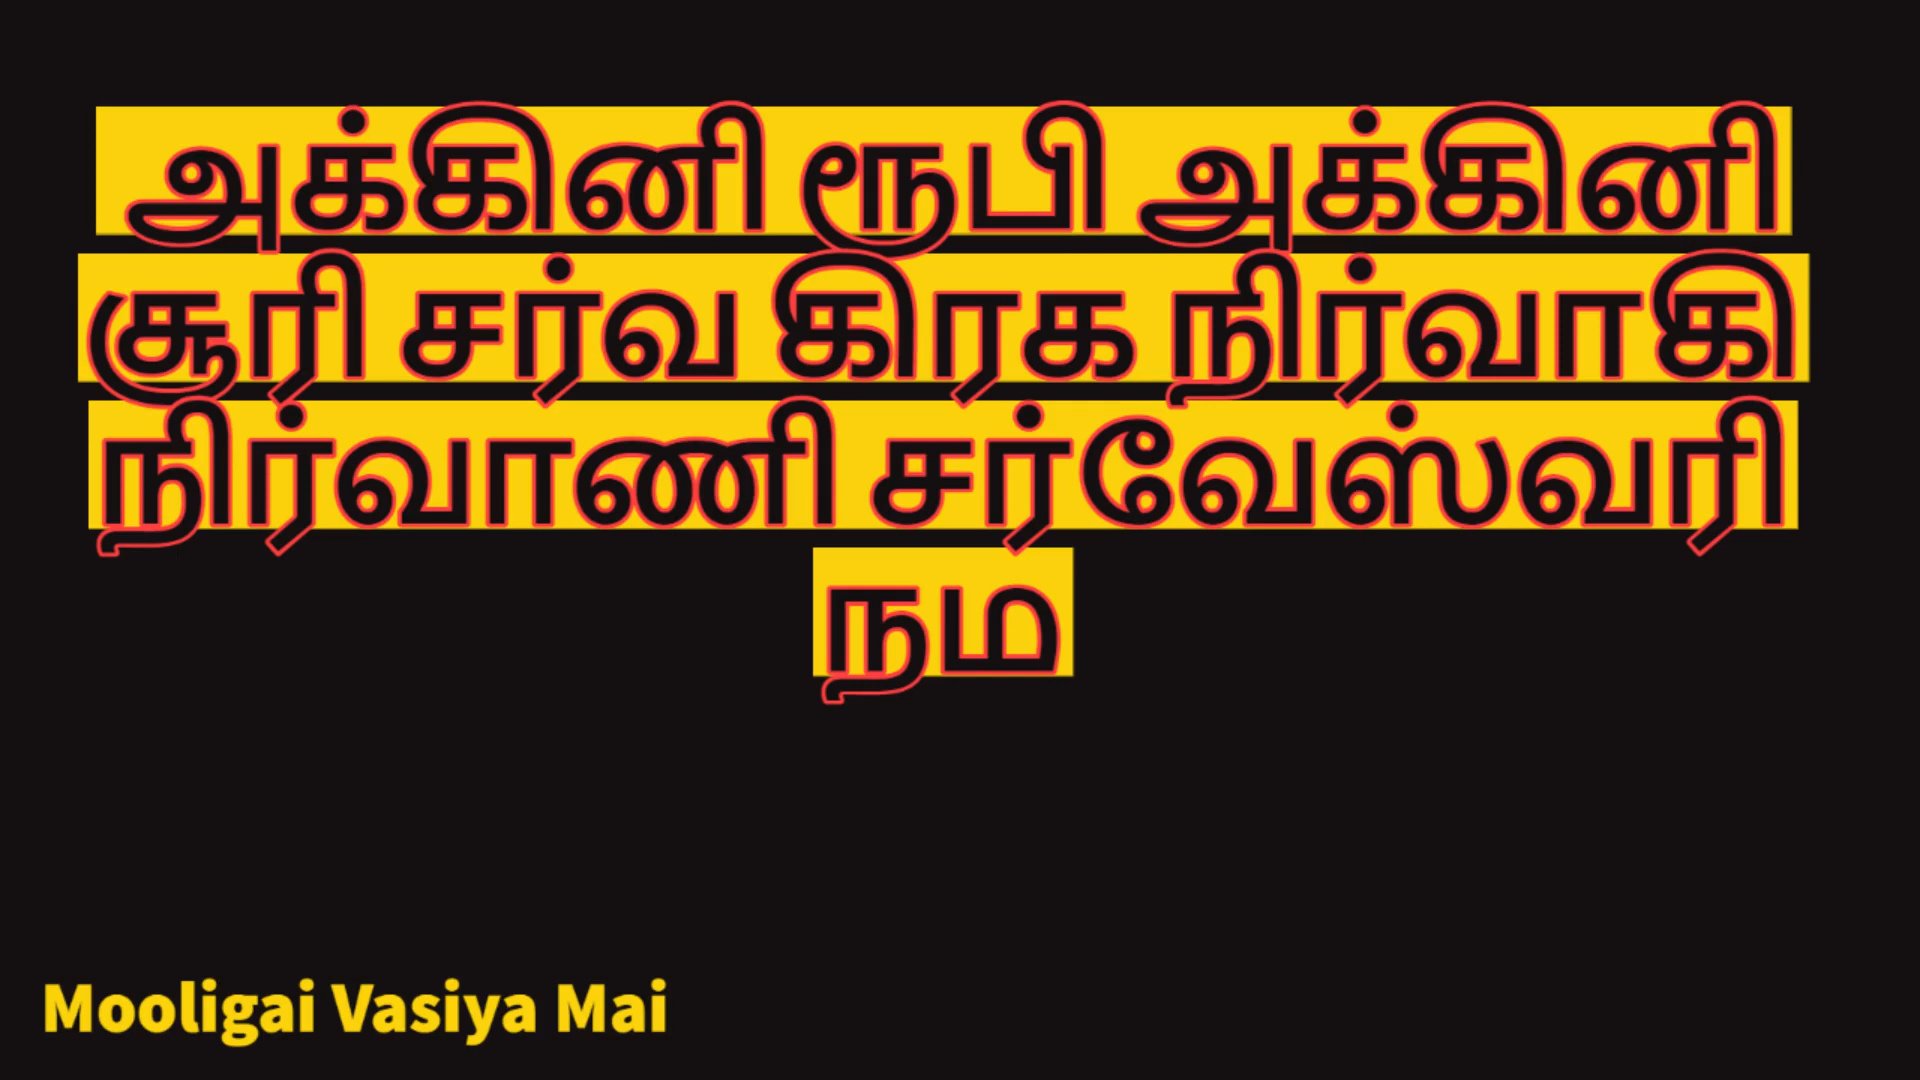 அக்கினி ரூபி அக்கினி
சூரி சர்வ கிரக நிர்வாகி
நிர்வாணி சர்வேஸ்வரி
நம
Mooligai Vasiya Mai